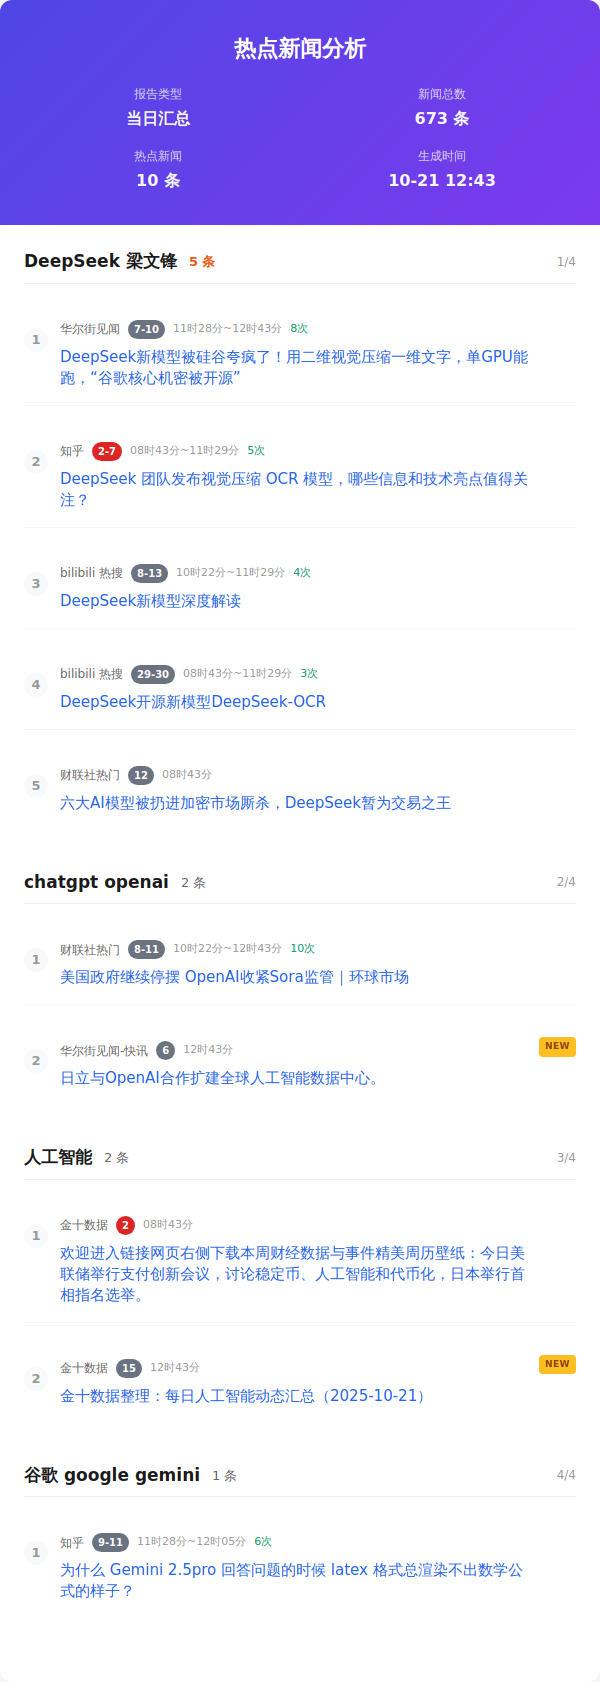 热点新闻分析
报告类型
新闻总数
当日汇总
673 条
热点新闻
生成时间
10 条
10-21 12:43
DeepSeek 梁文锋 5 条 1/4
1 华尔街见闻 7-10 11时28分~12时43分 8次
DeepSeek新模型被硅谷夸疯了！用二维视觉压缩一维文字，单GPU能
跑，“谷歌核心机密被开源”
2 知乎 2-7 08时43分~11时29分 5次
DeepSeek 团队发布视觉压缩 OCR 模型，哪些信息和技术亮点值得关
注？
3 bilibili 热搜 8-13 10时22分~11时29分 4次
DeepSeek新模型深度解读
4 bilibili 热搜 29-30 08时43分~11时29分 3次
DeepSeek开源新模型DeepSeek-OCR
5 财联社热门 12 08时43分
六大AI模型被扔进加密市场厮杀，DeepSeek暂为交易之王
chatgpt openai 2 条 2/4
1 财联社热门 8-11 10时22分~12时43分 10次
美国政府继续停摆 OpenAI收紧Sora监管｜环球市场
2 华尔街见闻-快讯 6 12时43分 NEW
日立与OpenAI合作扩建全球人工智能数据中心。
人工智能 2 条 3/4
1 金十数据 2 08时43分
欢迎进入链接网页右侧下载本周财经数据与事件精美周历壁纸：今日美
联储举行支付创新会议，讨论稳定币、人工智能和代币化，日本举行首
相指名选举。
2 金十数据 15 12时43分 NEW
金十数据整理：每日人工智能动态汇总（2025-10-21）
谷歌 google gemini 1 条 4/4
1 知乎 9-11 11时28分~12时05分 6次
为什么 Gemini 2.5pro 回答问题的时候 latex 格式总渲染不出数学公
式的样子？